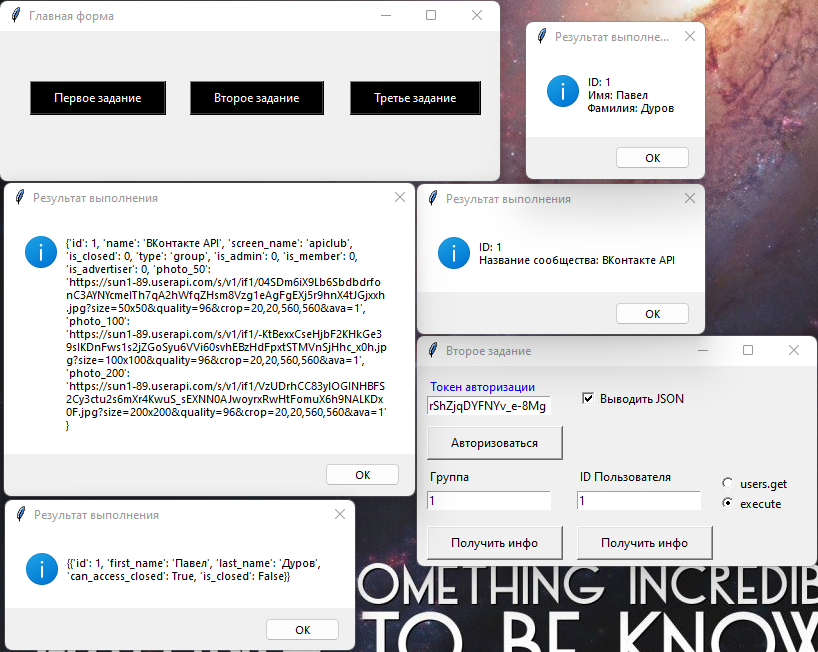 Главная форма
Первое задание
Второе задание
Третье задание
Результат выполне...
ID: 1
Имя: Павел
Фамилия: Дуров
OK
Результат выполнения
{'id': 1, 'name': 'ВКонтакте API', 'screen_name': 'apiclub',
'is_closed': 0, 'type': 'group', 'is_admin': 0, 'is_member': 0,
'is_advertiser': 0, 'photo_50':
'https://sun1-89.userapi.com/s/v1/if1/04SDm6iX9Lb6Sbdbdrfo
nC3AYNYcmelTh7qA2hWfqZHsm8Vzg1eAgFgEXj5r9hnX4tJGjxxh
.jpg?size=50x50&quality=96&crop=20,20,560,560&ava=1',
'photo_100':
'https://sun1-89.userapi.com/s/v1/if1/-KtBexxCseHjbF2KHkGe3
9slKDnFws1s2jZGoSyu6VVi60svhEBzHdFpxtSTMVnSjHhc_x0h.jp
g?size=100x100&quality=96&crop=20,20,560,560&ava=1',
'photo_200':
'https://sun1-89.userapi.com/s/v1/if1/VzUDrhCC83ylOGINHBFS
2Cy3ctu2s6mXr4KwuS_sEXNN0AJwoyrxRwHtFomuX6h9NALKDx
0F.jpg?size=200x200&quality=96&crop=20,20,560,560&ava=1'
}
OK
Результат выполнения
ID: 1
Название сообщества: ВКонтакте API
OK
Второе задание
Токен авторизации
rShZjqDYFNYv_e-8Mg
Выводить JSON
Авторизоваться
Группа
ID Пользователя
1
1
users.get
execute
Получить инфо
Получить инфо
Результат выполнения
{{'id': 1, 'first_name': 'Павел', 'last_name': 'Дуров',
'can_access_closed': True, 'is_closed': False}}
OK
OMETHING INCREDIB
TO BE KNOW